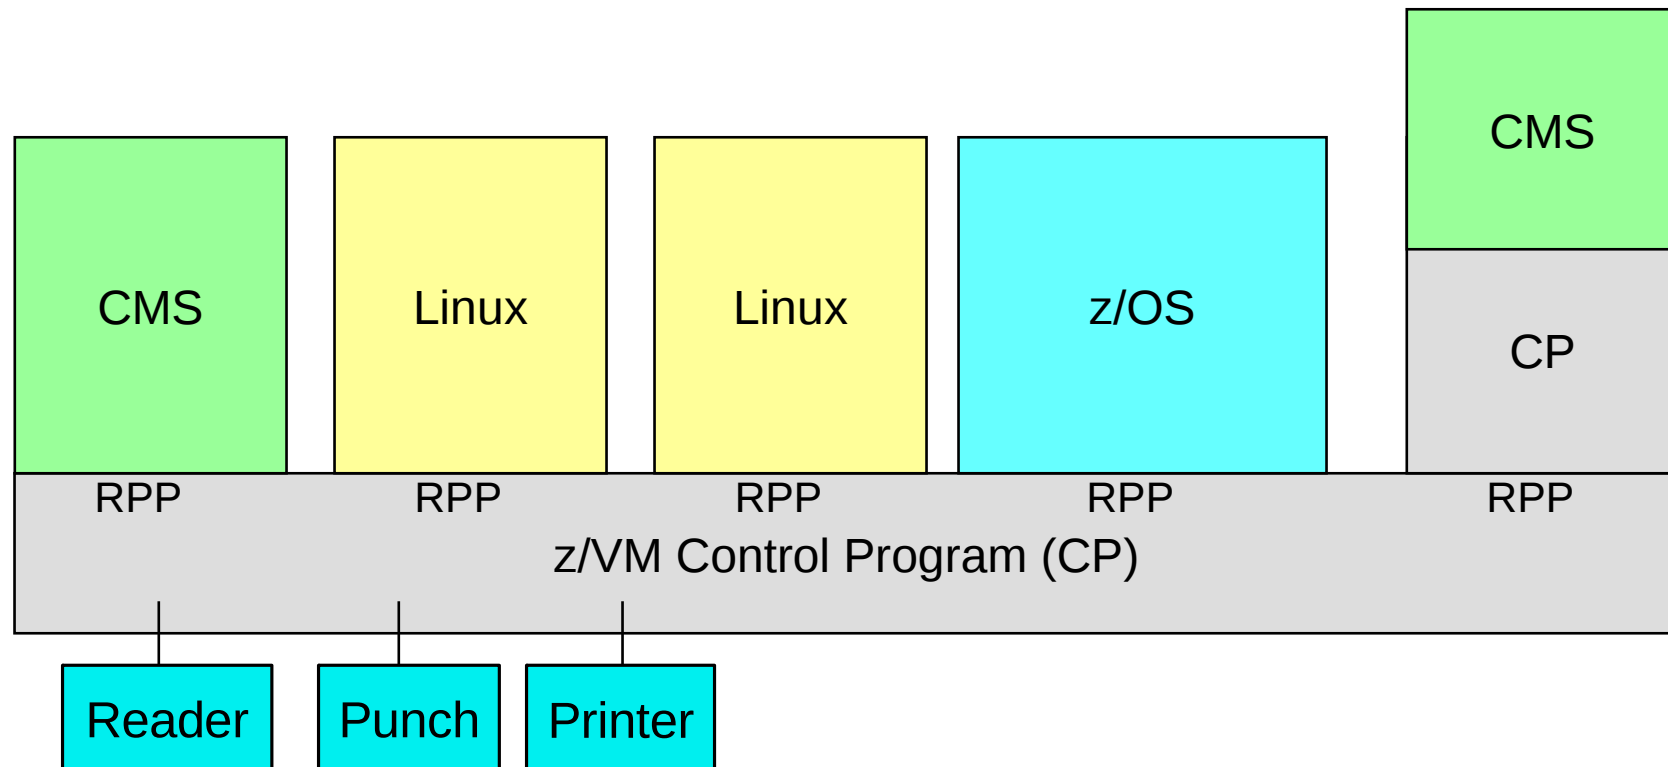 CMS
CMS
Linux
Linux
z/OS
CP
RPP
RPP
RPP
RPP
RPP
z/VM Control Program (CP)
Reader
Punch
Printer